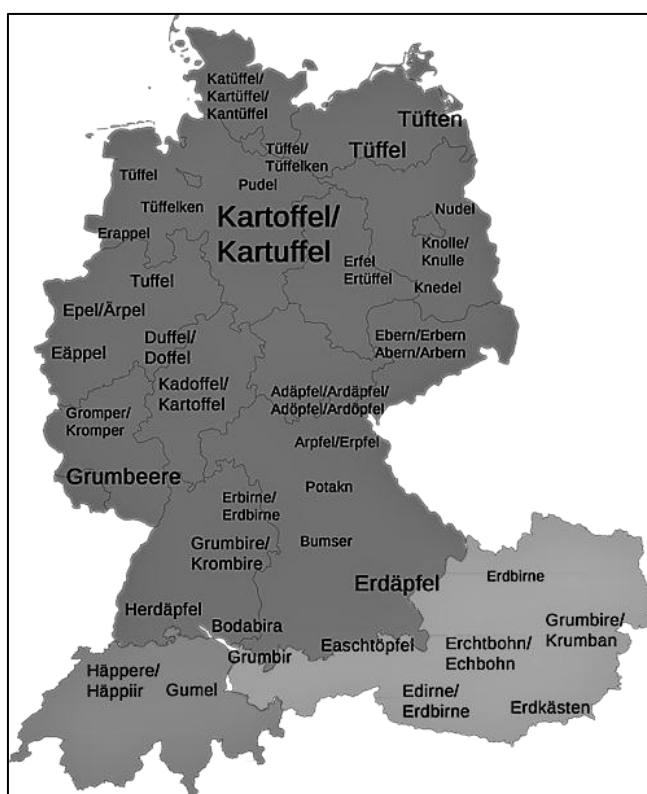 Katüffel/
Kartüffel/
Kantüffel
Tüften
Tüffel
Tüffel/
Tüffelken
Tüffel
Pudel
Tüffelken
Nudel
Kartoffel/
Kartuffel
Erappel
Knolle/
Knulle
Erfel
Ertüffel
Tuffel
Knedel
Epel/Ärpel
Duffel/
Doffel
Ebern/Erbern
Abern/Arbern
Eäppel
Kadoffel/
Kartoffel
Adäpfel/Ardäpfel/
Adöpfel/Ardöpfel
Gromper/
Kromper
Arpfel/Erpfel
Grumbeere
Potakn
Erbirne/
Erdbirne
Grumbire/
Krombire
Bumser
Erdäpfel
Erdbirne
Herdäpfel
Bodabira
Grumbire/
Krumban
Easchtöpfel
Erchtbohn/
Echbohn
Grumbir
Häppere/
Häppiir
Gumel
Edirne/
Erdbirne
Erdkästen